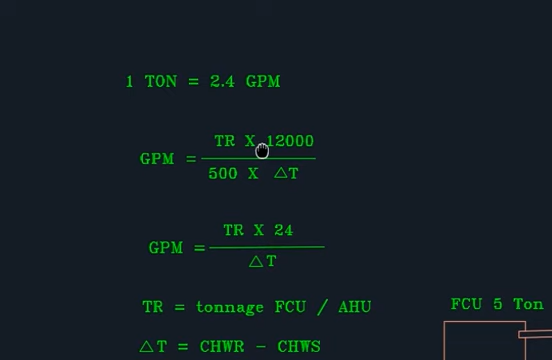 1 TON = 2.4 GPM
TR X 12000
GPM =
500 X △T
TR X 24
GPM =
△T
TR = tonnage FCU / AHU
FCU 5 Ton
△T = CHWR - CHWS